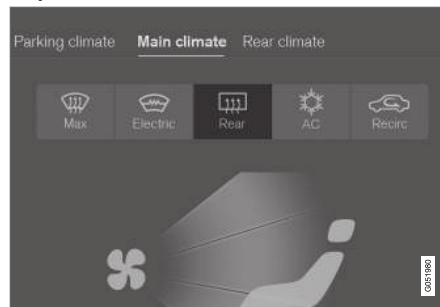 Parking climate Main climate Rear climate
Max Electric Rear AC Recirc
G051980